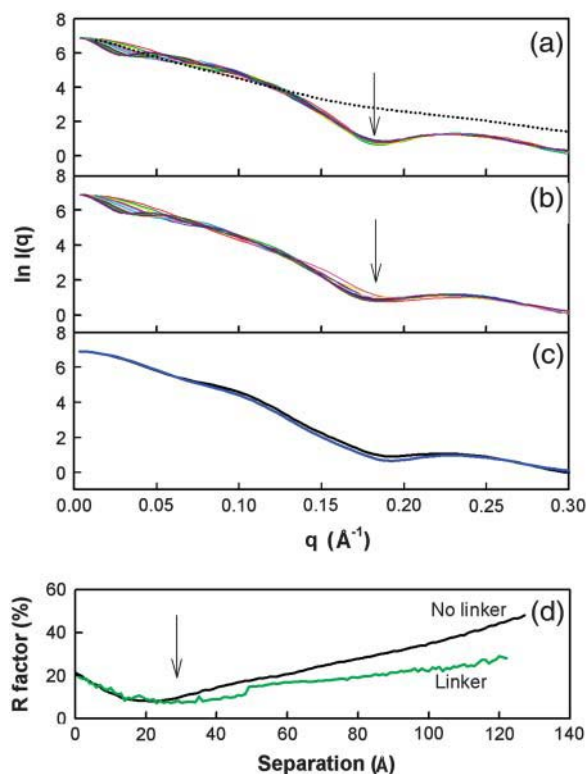 8
(a)
6
4
2
0
8
(b)
6
4
2
0
8
(c)
6
4
2
0
ln I(q)
0.00 0.05 0.10 0.15 0.20 0.25 0.30
q (Å-1)
60
(d)
No linker
40
Linker
20
0
R factor (%)
0 20 40 60 80 100 120 140
Separation (Å)